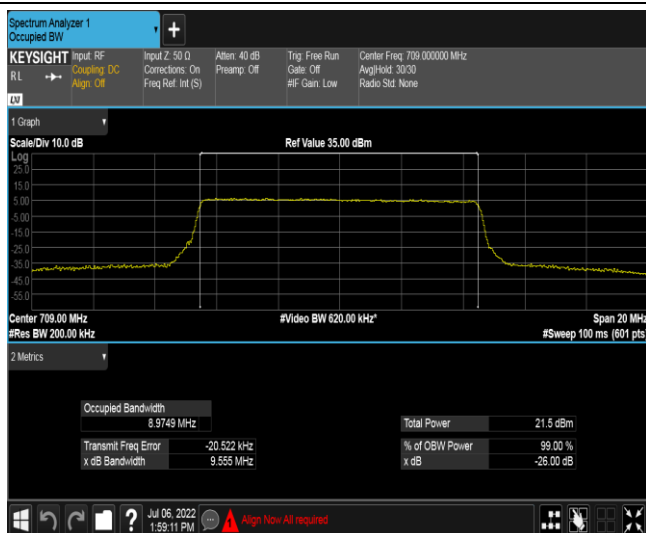 Spectrum Analyzer 1
Occupied BW
KEYSIGHT Input: RF Input Z: 50 Ω Atten: 40 dB Trig: Free Run Center Freq: 709.000000 MHz
RL Coupling: DC Corrections: On Preamp: Off Gate: Off Avg|Hold: 30/30
Align: Off Freq Ref: Int (S) #IF Gain: Low Radio Std: None
LXI
1 Graph
Scale/Div 10.0 dB Ref Value 35.00 dBm
Log
25.0
15.0
5.00
-5.00
-15.0
-25.0
-35.0
-45.0
-55.0
Center 709.00 MHz #Video BW 620.00 kHz* Span 20 MHz
#Res BW 200.00 kHz #Sweep 100 ms (601 pts)
2 Metrics
Occupied Bandwidth
8.9749 MHz Total Power 21.5 dBm
Transmit Freq Error -20.522 kHz % of OBW Power 99.00 %
x dB Bandwidth 9.555 MHz x dB -26.00 dB
? Jul 06, 2022
1:59:11 PM Align Now All required